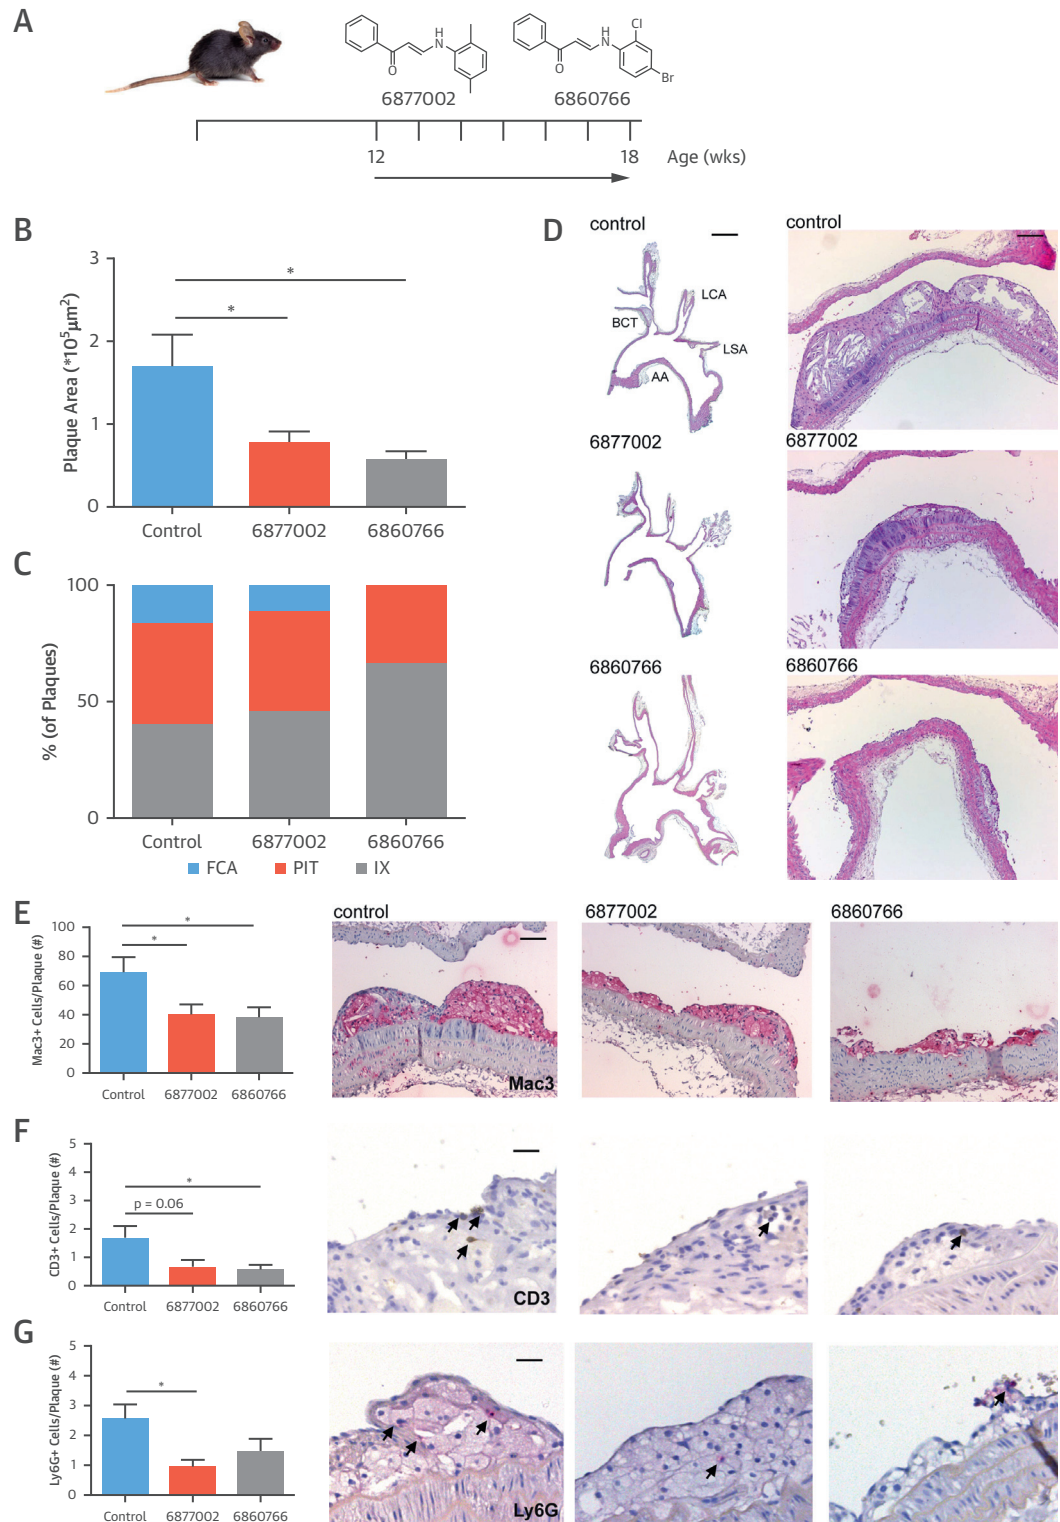 A
H
N
O
H
N
Cl
O
Br
6877002
6860766
12
18
Age (wks)
B
Plaque Area (*10⁵µm²)
3
2
1
0
*
*
Control
6877002
6860766
C
% (of Plaques)
100
50
0
Control
6877002
6860766
FCA
PIT
IX
D
control
BCT
LCA
LSA
AA
control
6877002
6877002
6860766
6860766
E
Mac3+ Cells/Plaque (#)
100
80
60
40
20
0
*
*
Control
6877002
6860766
control
6877002
6860766
Mac3
F
CD3+ Cells/Plaque (#)
5
4
3
2
1
0
*
p = 0.06
Control
6877002
6860766
CD3
G
Ly6G+ Cells/Plaque (#)
5
4
3
2
1
0
*
Control
6877002
6860766
Ly6G